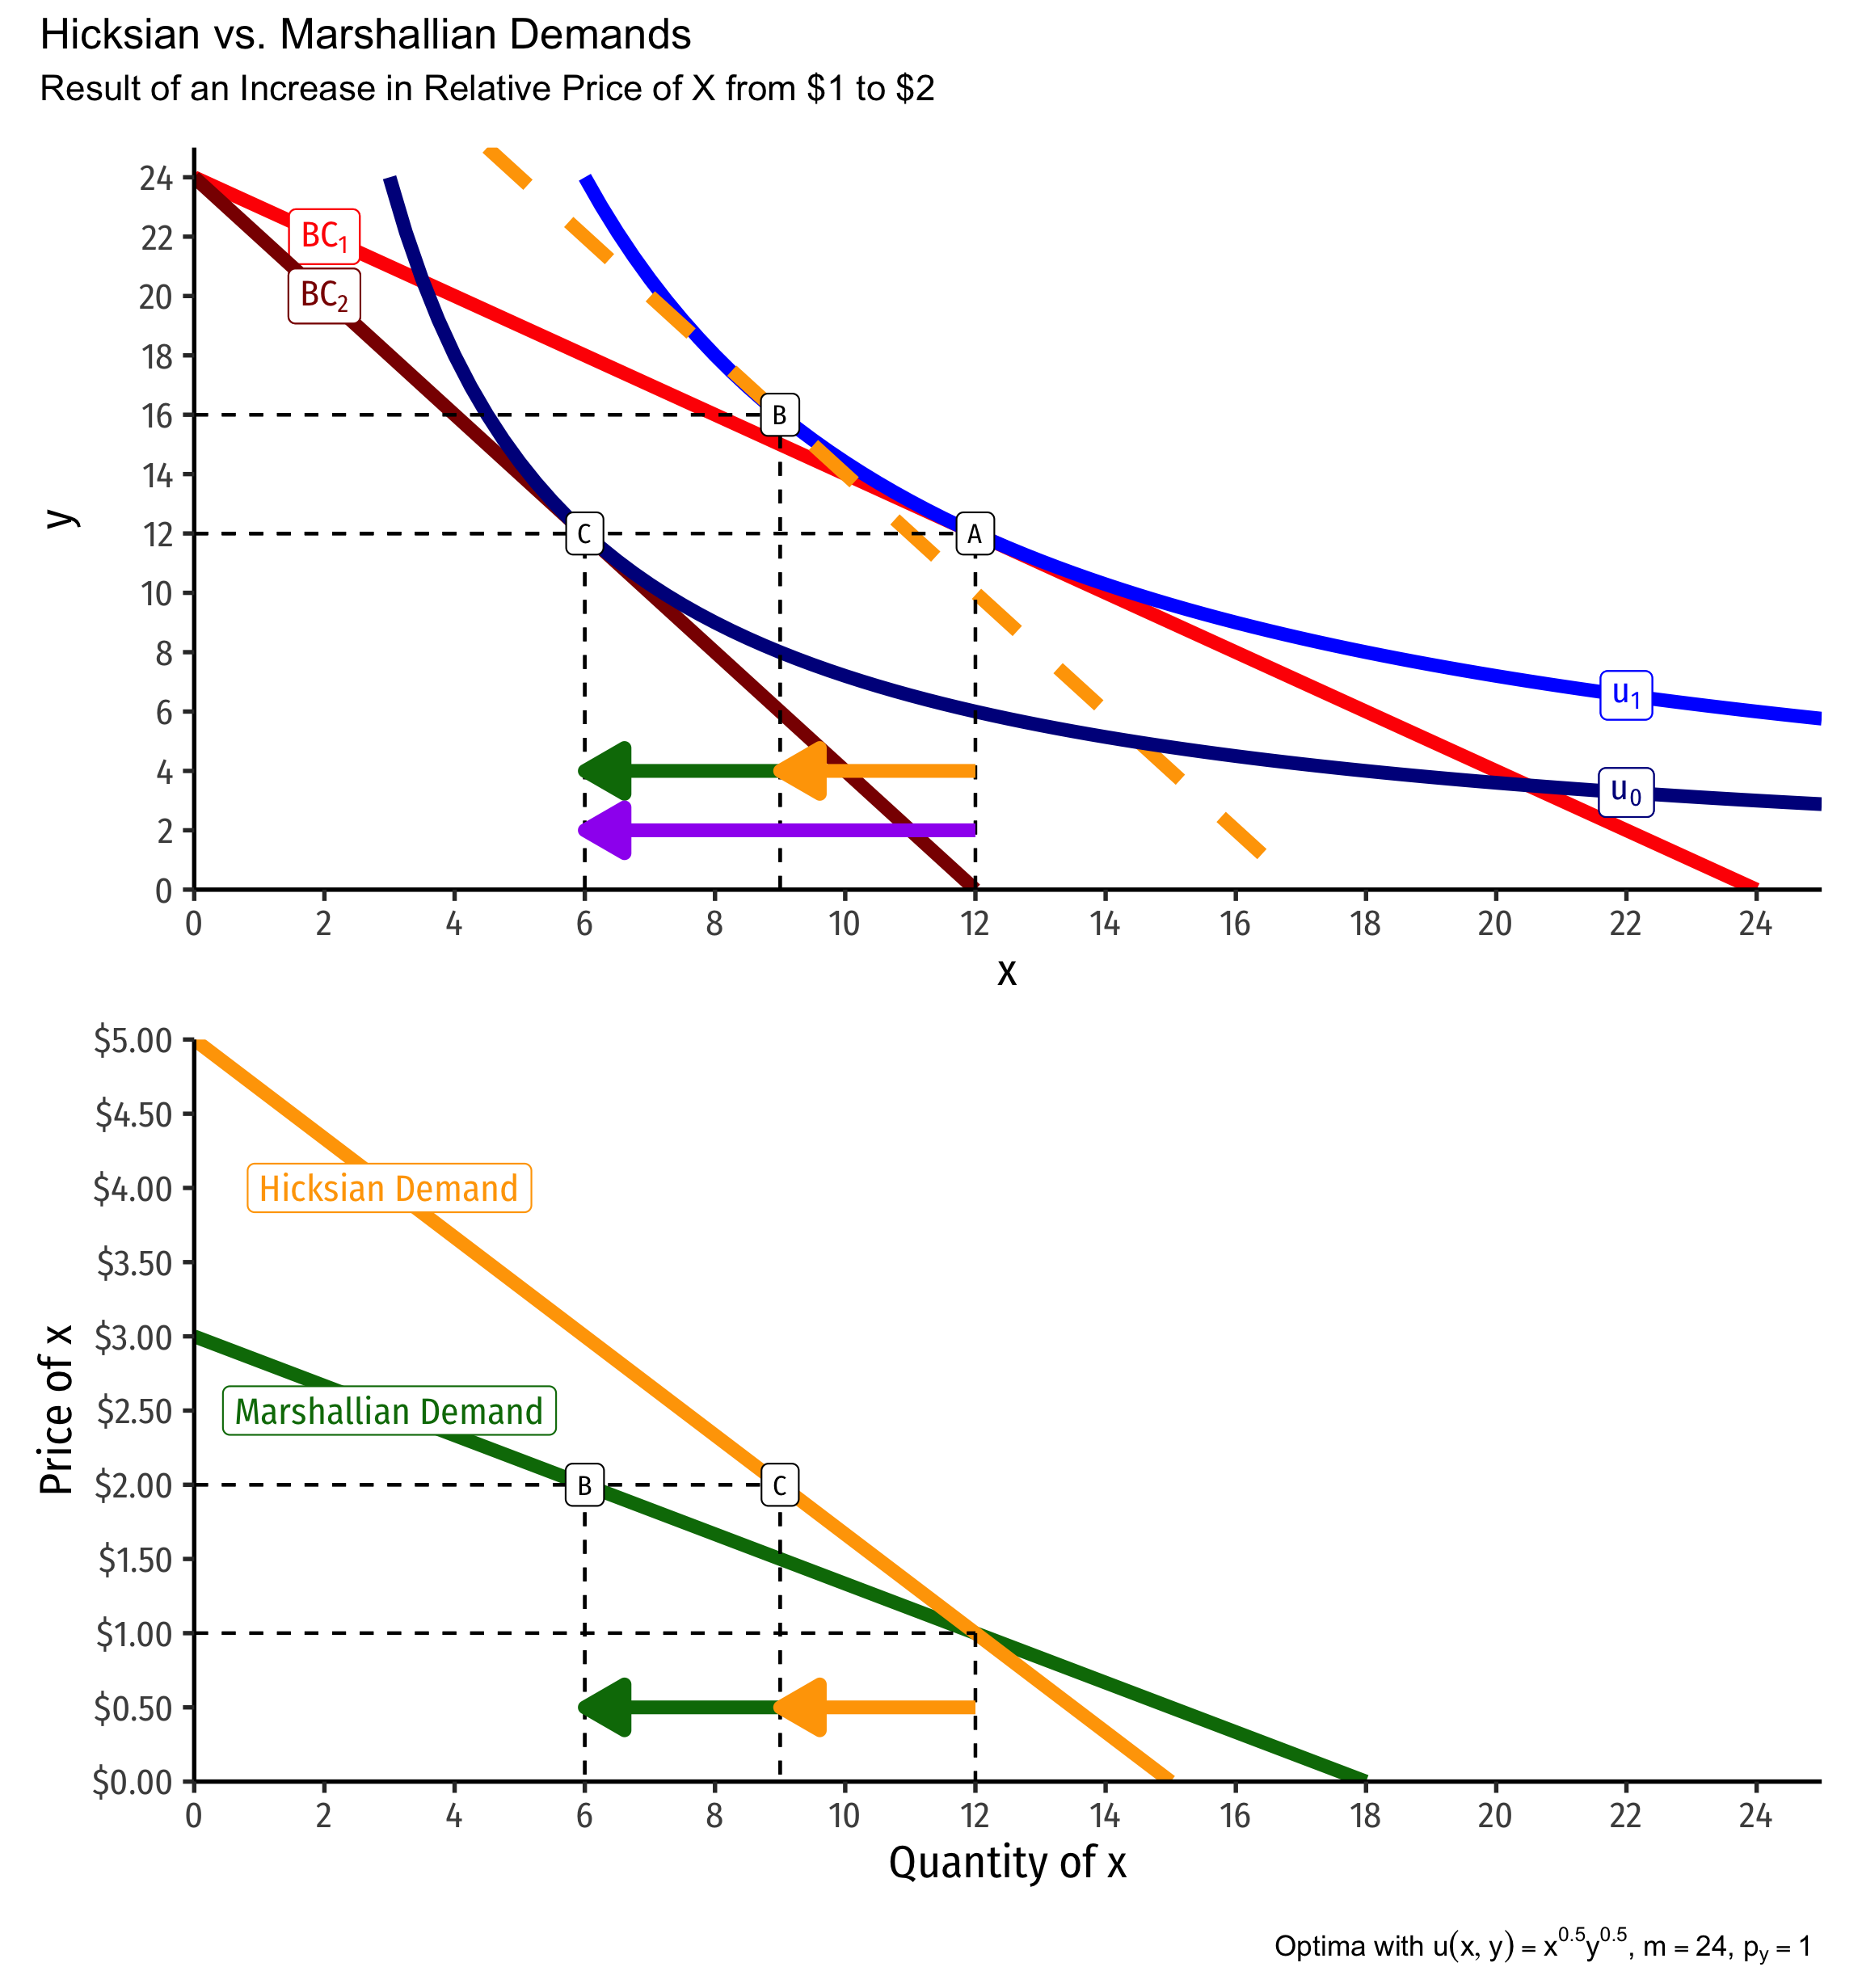 Hicksian vs. Marshallian Demands
Result of an Increase in Relative Price of X from $1 to $2
24
22
20
18
16
14
12
10
8
6
4
2
0
y
BC1
BC2
B
C
A
u1
u0
0 2 4 6 8 10 12 14 16 18 20 22 24
x
$5.00
$4.50
$4.00
$3.50
$3.00
$2.50
$2.00
$1.50
$1.00
$0.50
$0.00
Price of x
Hicksian Demand
Marshallian Demand
B
C
0 2 4 6 8 10 12 14 16 18 20 22 24
Quantity of x
Optima with u(x, y) = x^0.5y^0.5, m = 24, py = 1